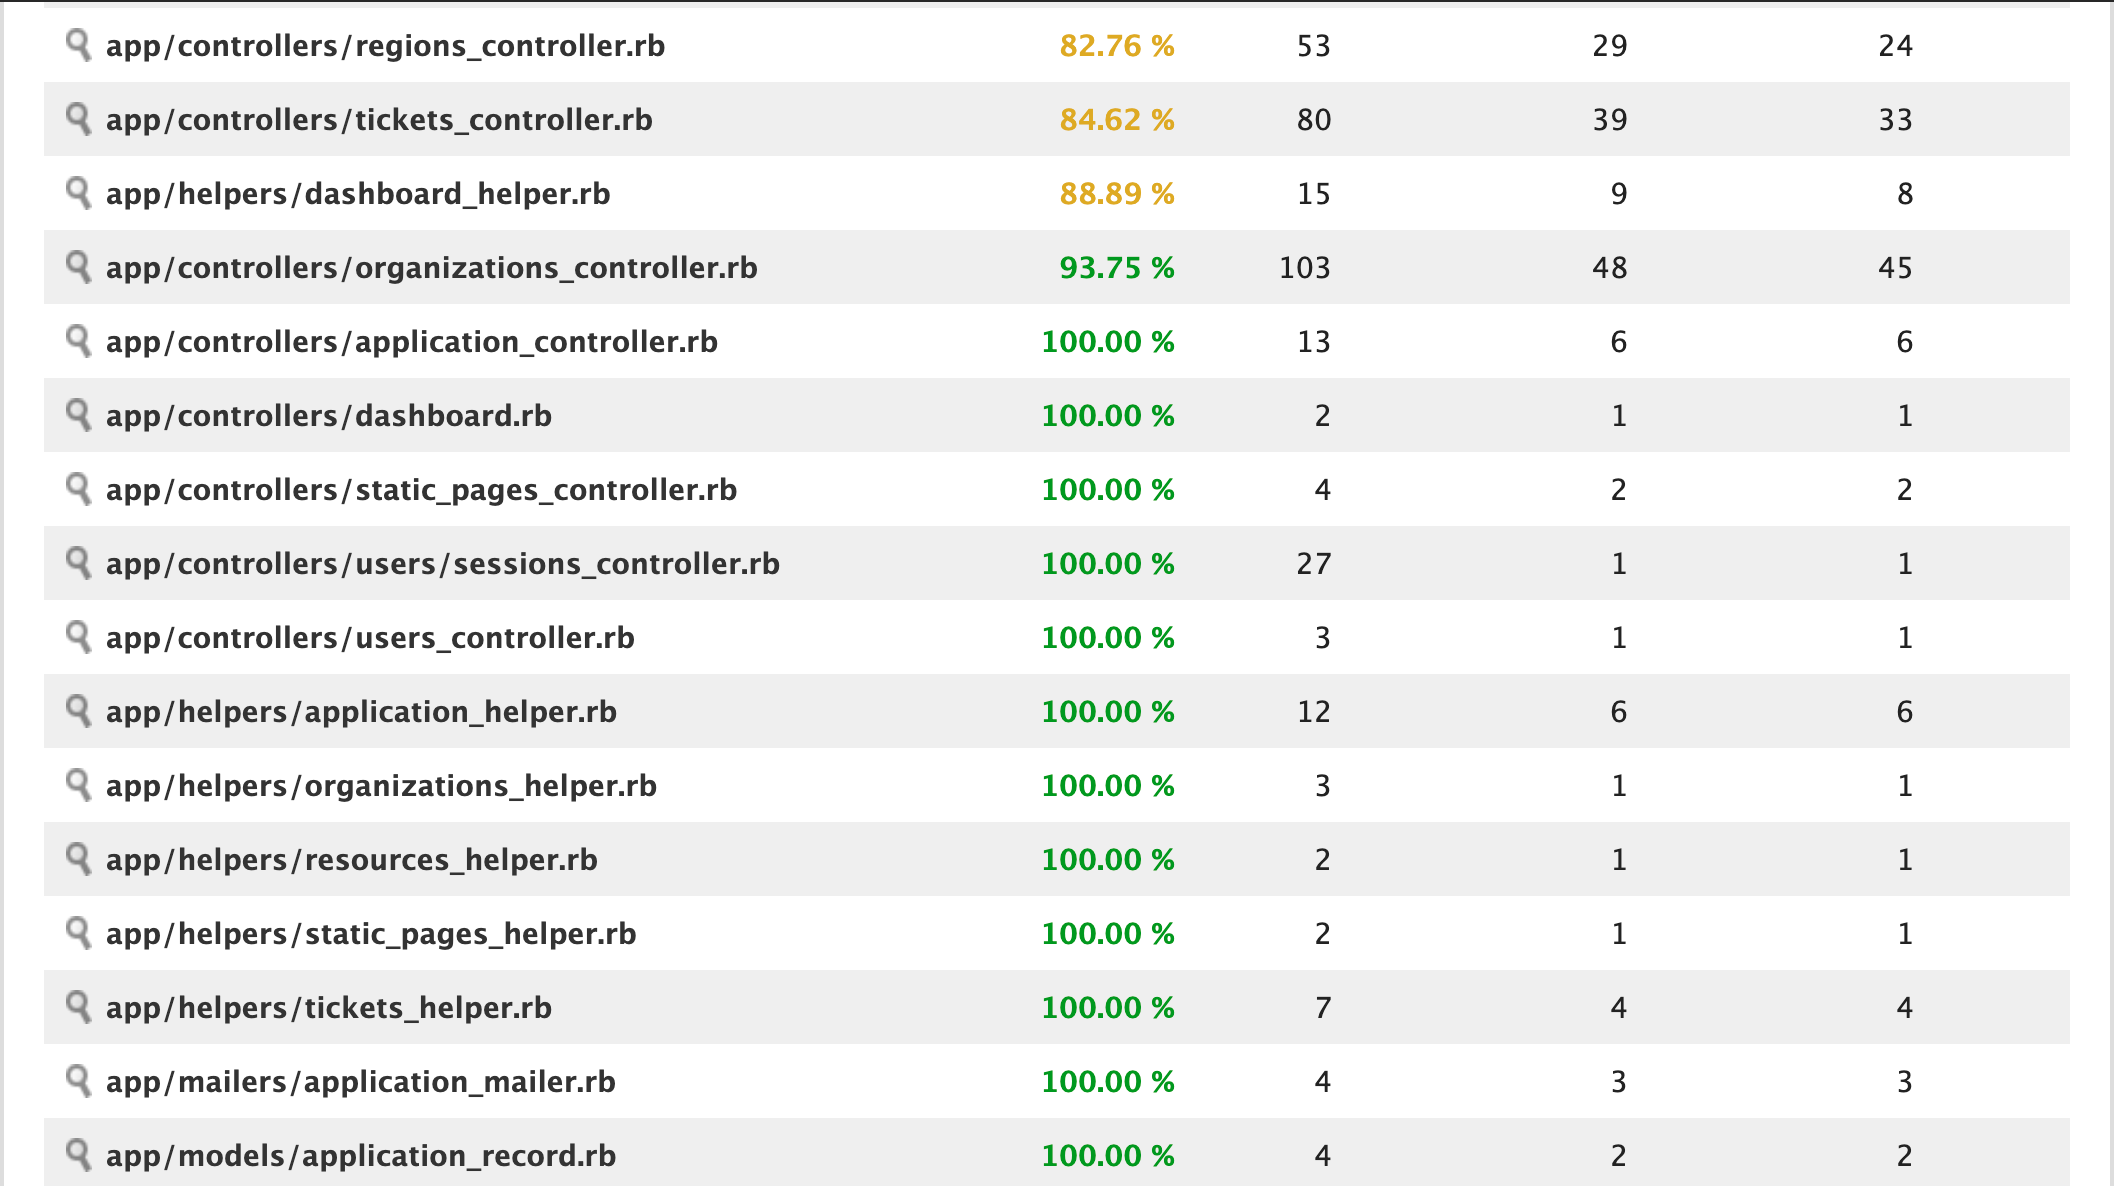 app/controllers/regions_controller.rb 82.76 % 53 29 24
app/controllers/tickets_controller.rb 84.62 % 80 39 33
app/helpers/dashboard_helper.rb 88.89 % 15 9 8
app/controllers/organizations_controller.rb 93.75 % 103 48 45
app/controllers/application_controller.rb 100.00 % 13 6 6
app/controllers/dashboard.rb 100.00 % 2 1 1
app/controllers/static_pages_controller.rb 100.00 % 4 2 2
app/controllers/users/sessions_controller.rb 100.00 % 27 1 1
app/controllers/users_controller.rb 100.00 % 3 1 1
app/helpers/application_helper.rb 100.00 % 12 6 6
app/helpers/organizations_helper.rb 100.00 % 3 1 1
app/helpers/resources_helper.rb 100.00 % 2 1 1
app/helpers/static_pages_helper.rb 100.00 % 2 1 1
app/helpers/tickets_helper.rb 100.00 % 7 4 4
app/mailers/application_mailer.rb 100.00 % 4 3 3
app/models/application_record.rb 100.00 % 4 2 2